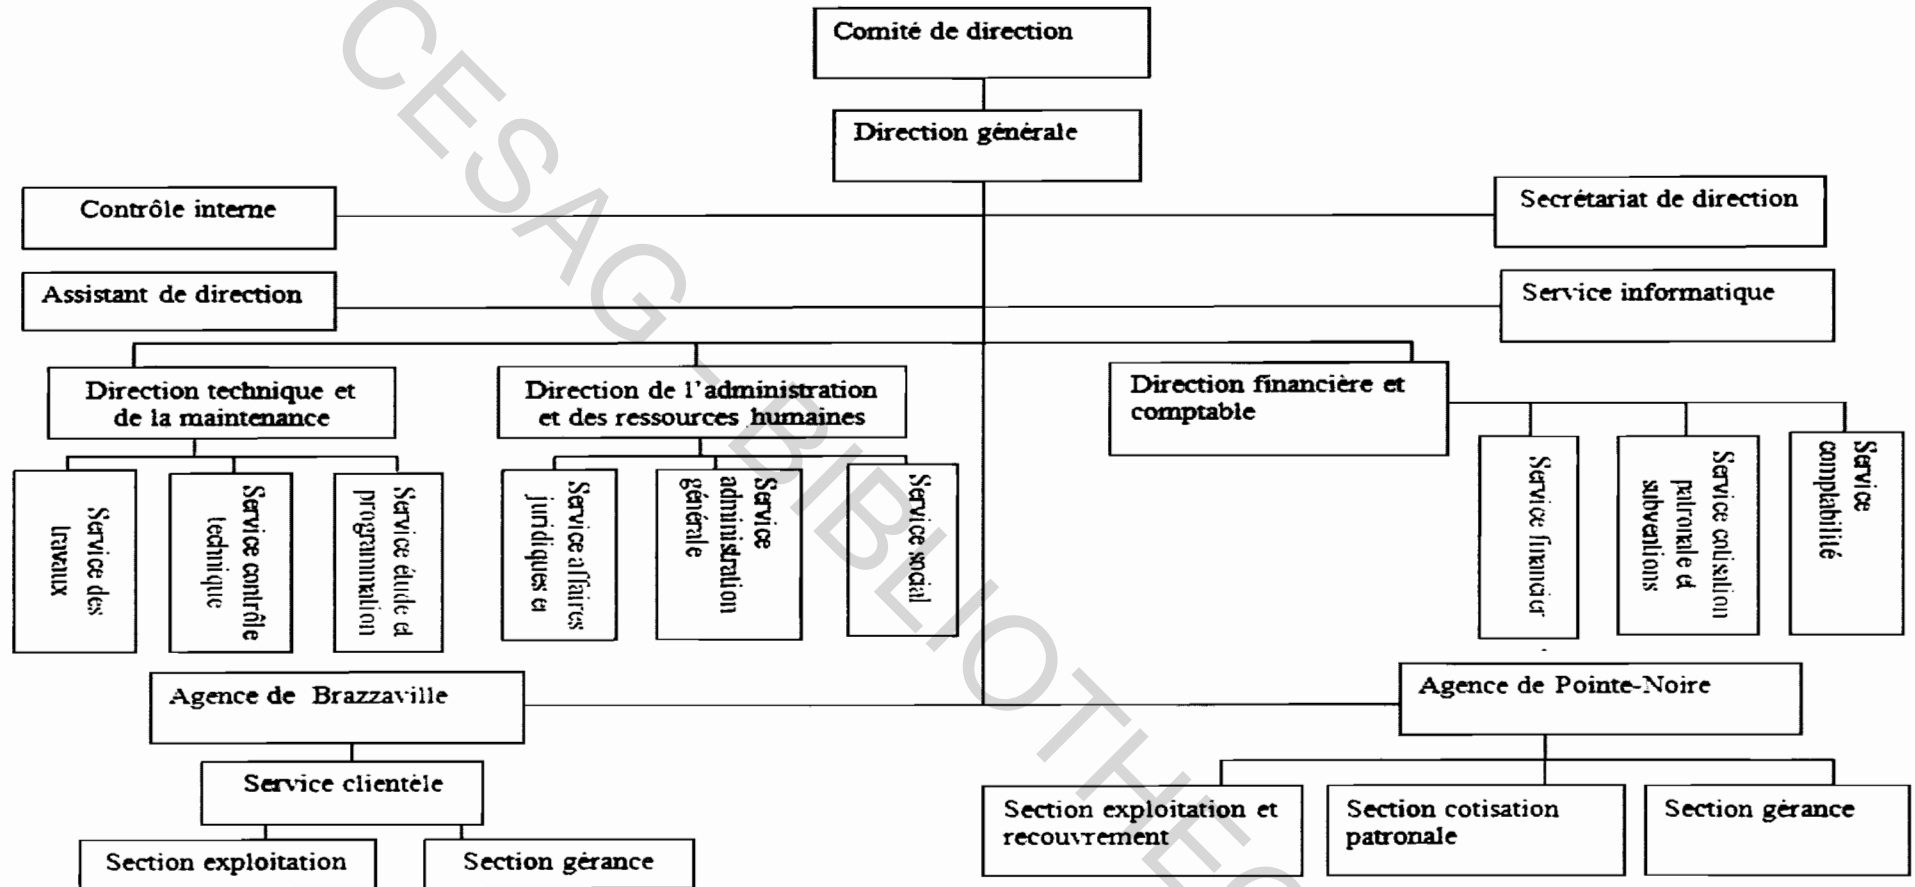 Comité de direction
Direction générale
Contrôle interne
Secrétariat de direction
Assistant de direction
Service informatique
Direction technique et
de la maintenance
Direction de l'administration
et des ressources humaines
Direction financière et
comptable
Service des
travaux
Service contrôle
technique
Service étude et
programmation
Service affaires
juridiques et
Service
administration
générale
Service social
Service financier
Service cotisation
patronale et
subventions
Service
comptabilité
Agence de Brazzaville
Agence de Pointe-Noire
Service clientèle
Section exploitation et
recouvrement
Section cotisation
patronale
Section gérance
Section exploitation
Section gérance
CESAG - BIBLIOTHE